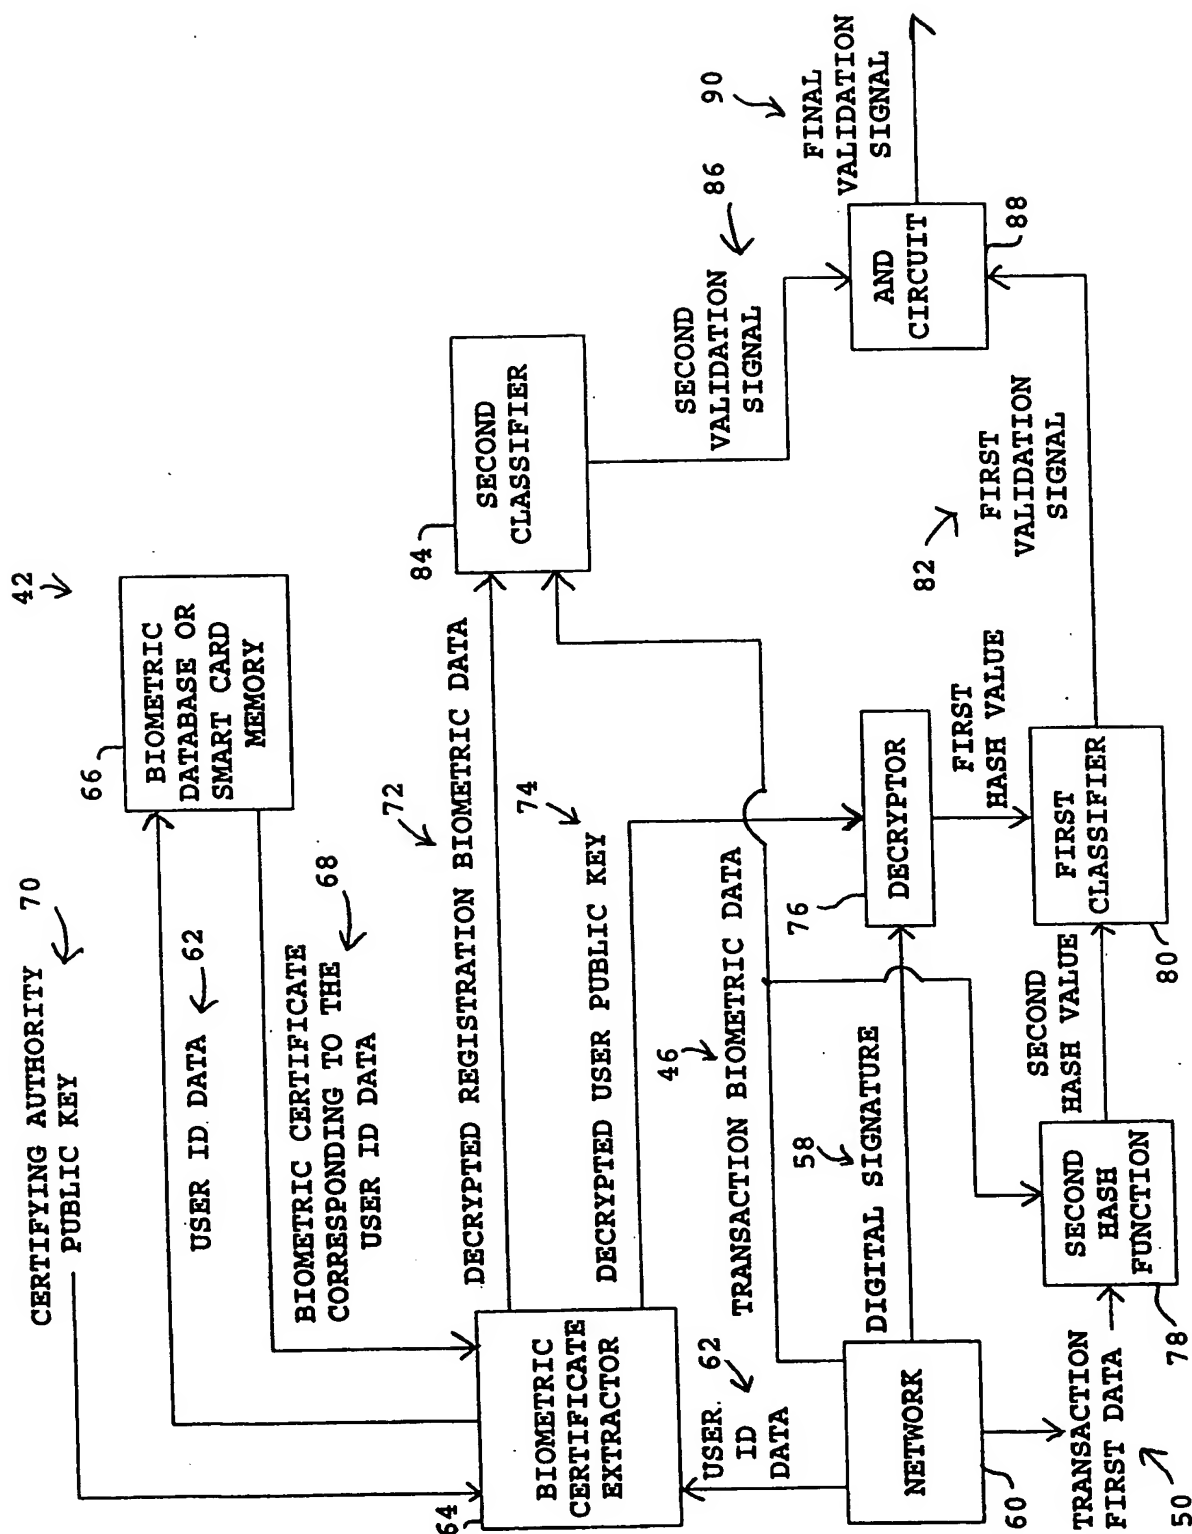 42
CERTIFYING AUTHORITY
PUBLIC KEY
70
USER ID DATA
62
66
BIOMETRIC
DATABASE OR
SMART CARD
MEMORY
BIOMETRIC CERTIFICATE
CORRESPONDING TO THE
USER ID DATA
68
64
BIOMETRIC
CERTIFICATE
EXTRACTOR
DECRYPTED REGISTRATION BIOMETRIC DATA
72
DECRYPTED USER PUBLIC KEY
74
84
SECOND
CLASSIFIER
USER.
ID
DATA
62
TRANSACTION BIOMETRIC DATA
46
SECOND
VALIDATION
SIGNAL
86
NETWORK
60
DIGITAL SIGNATURE
58
76
DECRYPTOR
AND
CIRCUIT
88
FINAL
VALIDATION
SIGNAL
90
FIRST
HASH VALUE
82
FIRST
VALIDATION
SIGNAL
TRANSACTION
FIRST DATA
50
SECOND
HASH
FUNCTION
78
SECOND
HASH VALUE
FIRST
CLASSIFIER
80